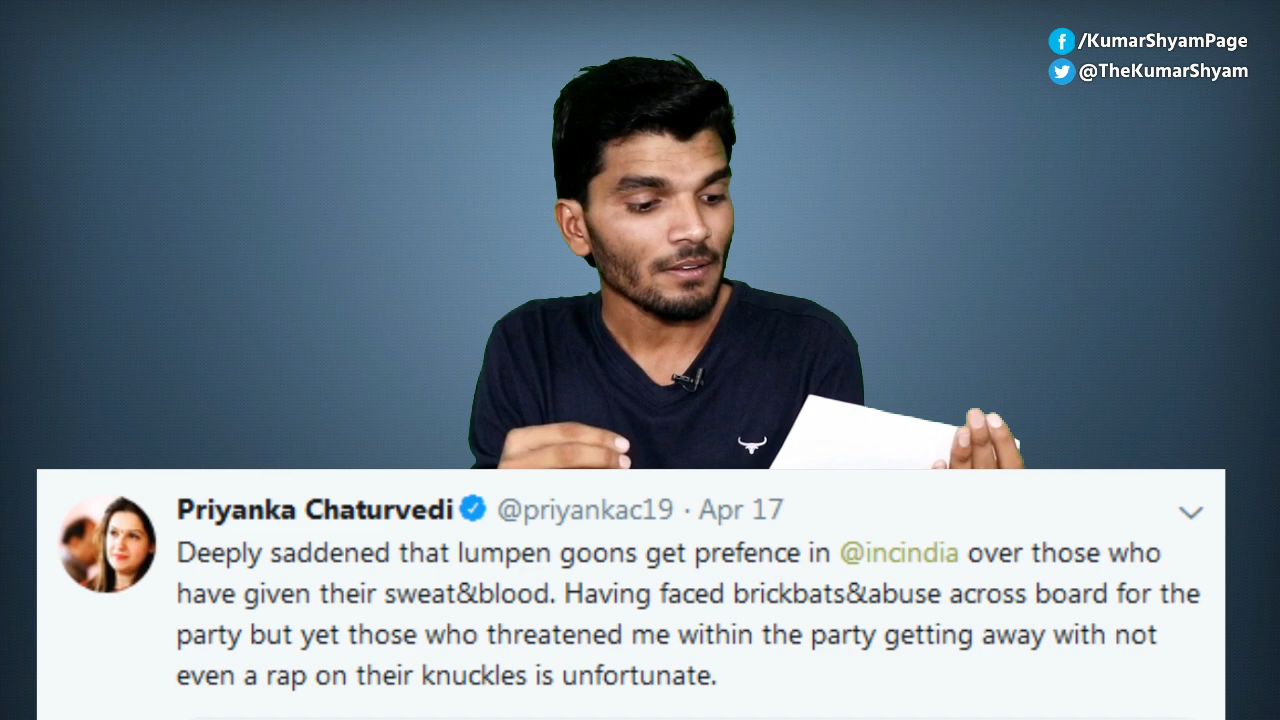 /KumarShyamPage
@TheKumarShyam
Priyanka Chaturvedi @priyankac19 · Apr 17
Deeply saddened that lumpen goons get prefence in @incindia over those who
have given their sweat&blood. Having faced brickbats&abuse across board for the
party but yet those who threatened me within the party getting away with not
even a rap on their knuckles is unfortunate.